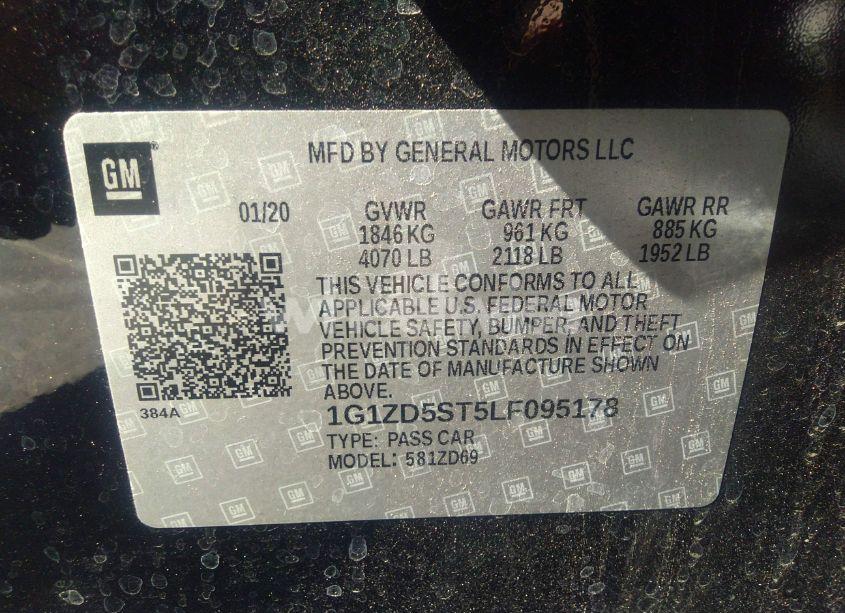 GM
MFD BY GENERAL MOTORS LLC
01/20 GVWR GAWR FRT GAWR RR
1846 KG 961 KG 885 KG
4070 LB 2118 LB 1952 LB
THIS VEHICLE CONFORMS TO ALL
APPLICABLE U.S. FEDERAL MOTOR
VEHICLE SAFETY, BUMPER, AND THEFT
PREVENTION STANDARDS IN EFFECT ON
THE DATE OF MANUFACTURE SHOWN
ABOVE.
384A
1G1ZD5ST5LF095178
TYPE: PASS CAR
MODEL: 581ZD69